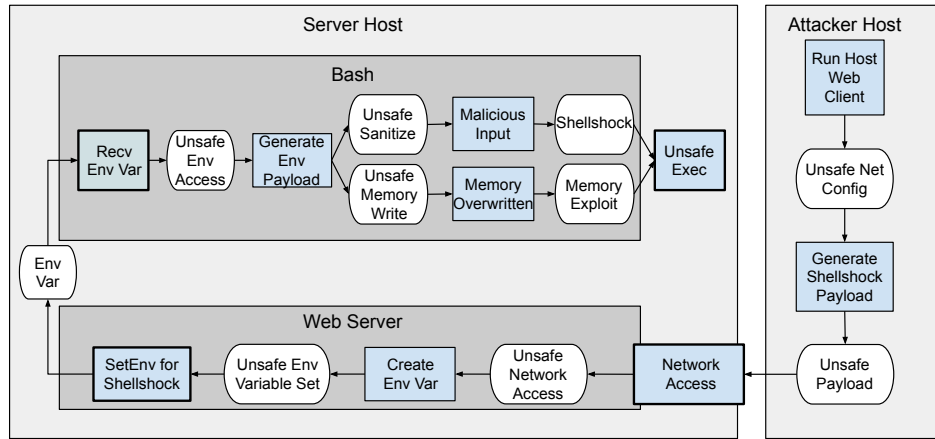 Server Host
Attacker Host
Bash
Run Host
Web
Client
Unsafe
Sanitize
Malicious
Input
Shellshock
Recv
Env Var
Unsafe
Env
Access
Generate
Env
Payload
Unsafe
Exec
Unsafe
Memory
Write
Memory
Overwritten
Memory
Exploit
Unsafe Net
Config
Env
Var
Generate
Shellshock
Payload
Web Server
SetEnv for
Shellshock
Unsafe Env
Variable Set
Create
Env Var
Unsafe
Network
Access
Network
Access
Unsafe
Payload